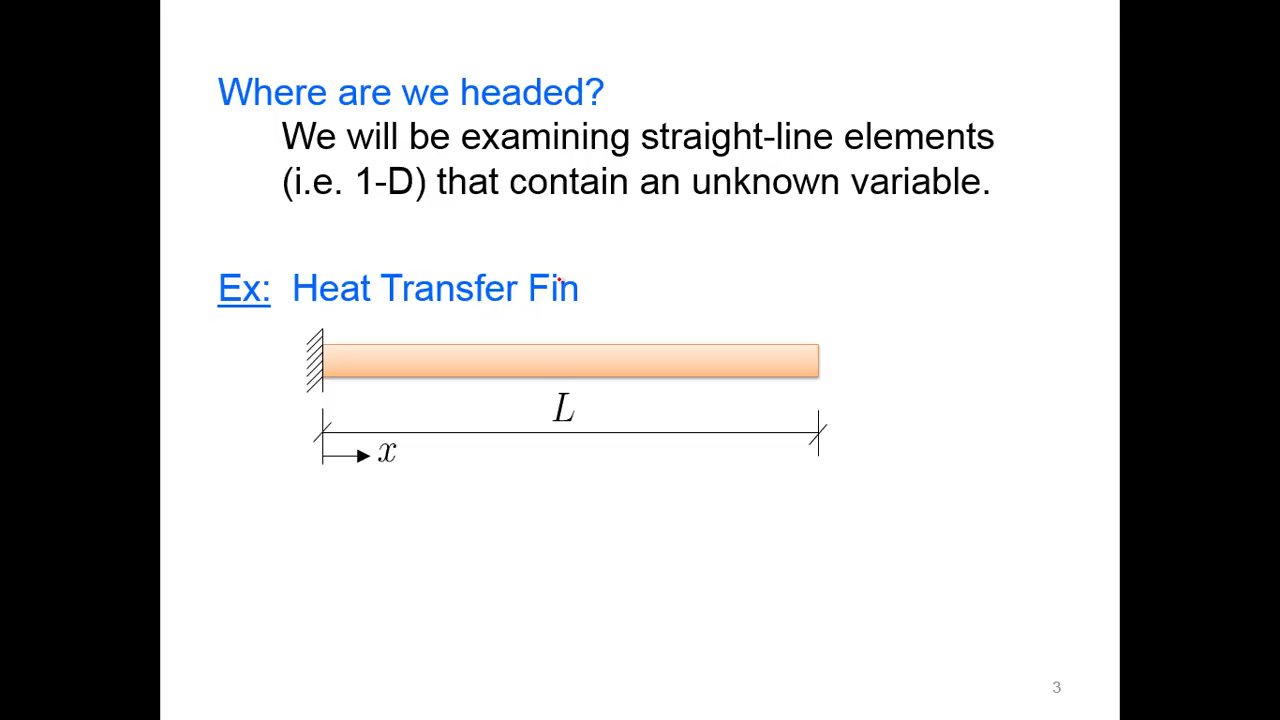 Where are we headed?
We will be examining straight-line elements
(i.e. 1-D) that contain an unknown variable.
Ex: Heat Transfer Fin
L
x
3